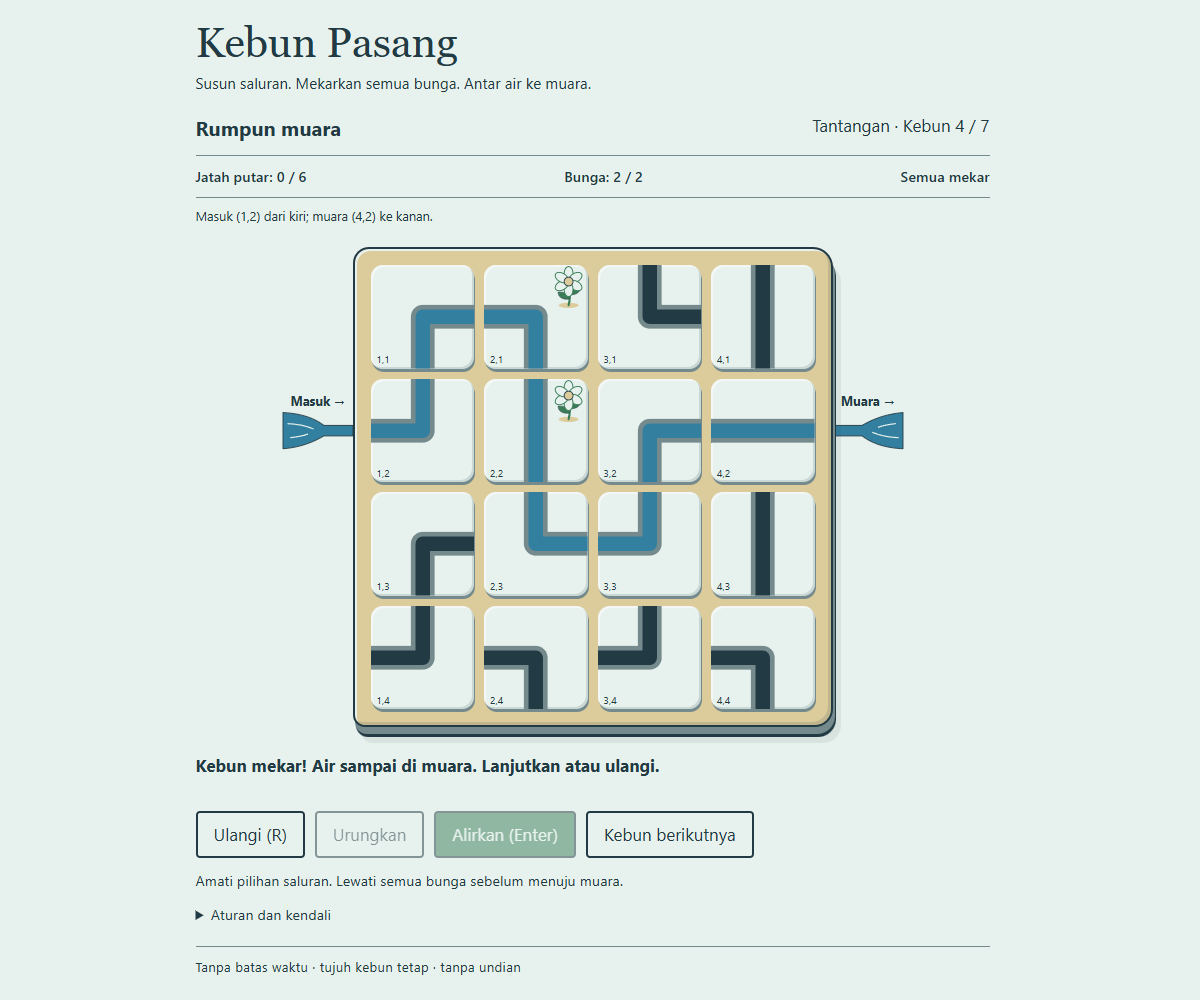 Kebun Pasang
Susun saluran. Mekarkan semua bunga. Antar air ke muara.
Rumpun muara
Tantangan · Kebun 4 / 7
Jatah putar: 0 / 6
Bunga: 2 / 2
Semua mekar
Masuk (1,2) dari kiri; muara (4,2) ke kanan.
1,1
2,1
3,1
4,1
Masuk →
Muara →
1,2
2,2
3,2
4,2
1,3
2,3
3,3
4,3
1,4
2,4
3,4
4,4
Kebun mekar! Air sampai di muara. Lanjutkan atau ulangi.
Ulangi (R)
Urungkan
Alirkan (Enter)
Kebun berikutnya
Amati pilihan saluran. Lewati semua bunga sebelum menuju muara.
▶ Aturan dan kendali
Tanpa batas waktu · tujuh kebun tetap · tanpa undian